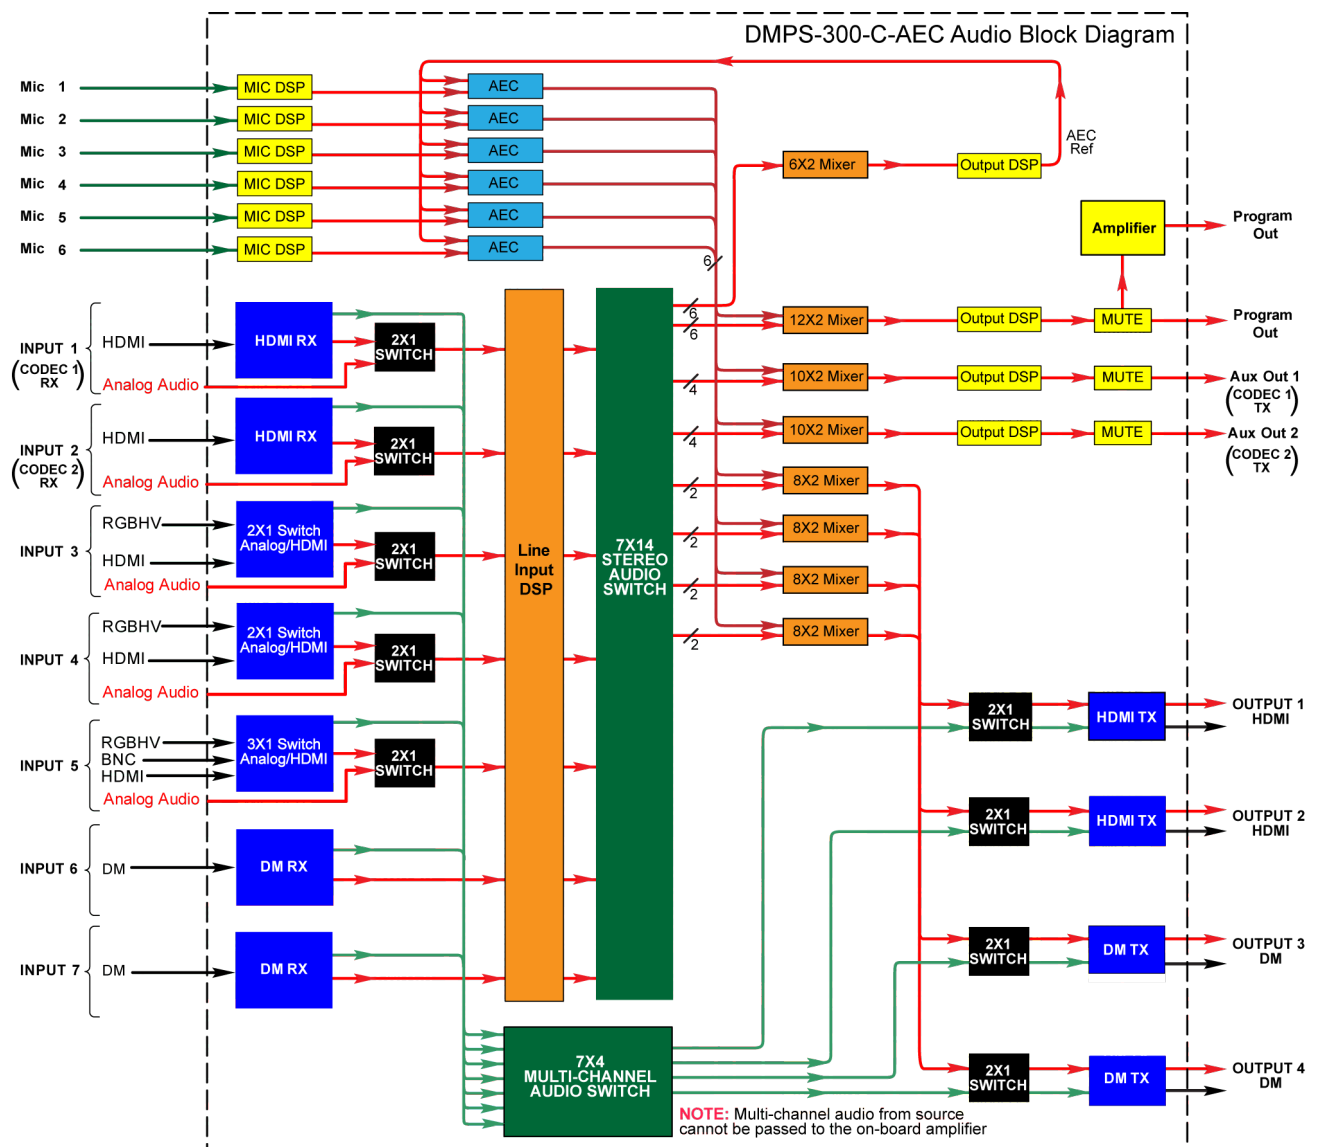 DMPS-300-C-AEC Audio Block Diagram
Mic 1
MIC DSP
AEC
Mic 2
MIC DSP
AEC
Mic 3
MIC DSP
AEC
Mic 4
MIC DSP
AEC
Mic 5
MIC DSP
AEC
Mic 6
MIC DSP
AEC
6
6X2 Mixer
Output DSP
AEC
Ref
Amplifier
Program
Out
INPUT 1
(CODEC 1)
RX
HDMI
Analog Audio
HDMI RX
2X1
SWITCH
INPUT 2
(CODEC 2)
RX
HDMI
Analog Audio
HDMI RX
2X1
SWITCH
INPUT 3
RGBHV
HDMI
Analog Audio
2X1 Switch
Analog/HDMI
2X1
SWITCH
INPUT 4
RGBHV
HDMI
Analog Audio
2X1 Switch
Analog/HDMI
2X1
SWITCH
INPUT 5
RGBHV
BNC
HDMI
Analog Audio
3X1 Switch
Analog/HDMI
2X1
SWITCH
INPUT 6
DM
DM RX
INPUT 7
DM
DM RX
Line
Input
DSP
7X14
STEREO
AUDIO
SWITCH
6
6
12X2 Mixer
Output DSP
MUTE
Program
Out
4
10X2 Mixer
Output DSP
MUTE
Aux Out 1
(CODEC 1)
TX
4
10X2 Mixer
Output DSP
MUTE
Aux Out 2
(CODEC 2)
TX
2
8X2 Mixer
2
8X2 Mixer
2
8X2 Mixer
2
8X2 Mixer
2X1
SWITCH
HDMI TX
OUTPUT 1
HDMI
2X1
SWITCH
HDMI TX
OUTPUT 2
HDMI
2X1
SWITCH
DM TX
OUTPUT 3
DM
2X1
SWITCH
DM TX
OUTPUT 4
DM
7X4
MULTI-CHANNEL
AUDIO SWITCH
NOTE: Multi-channel audio from source
cannot be passed to the on-board amplifier